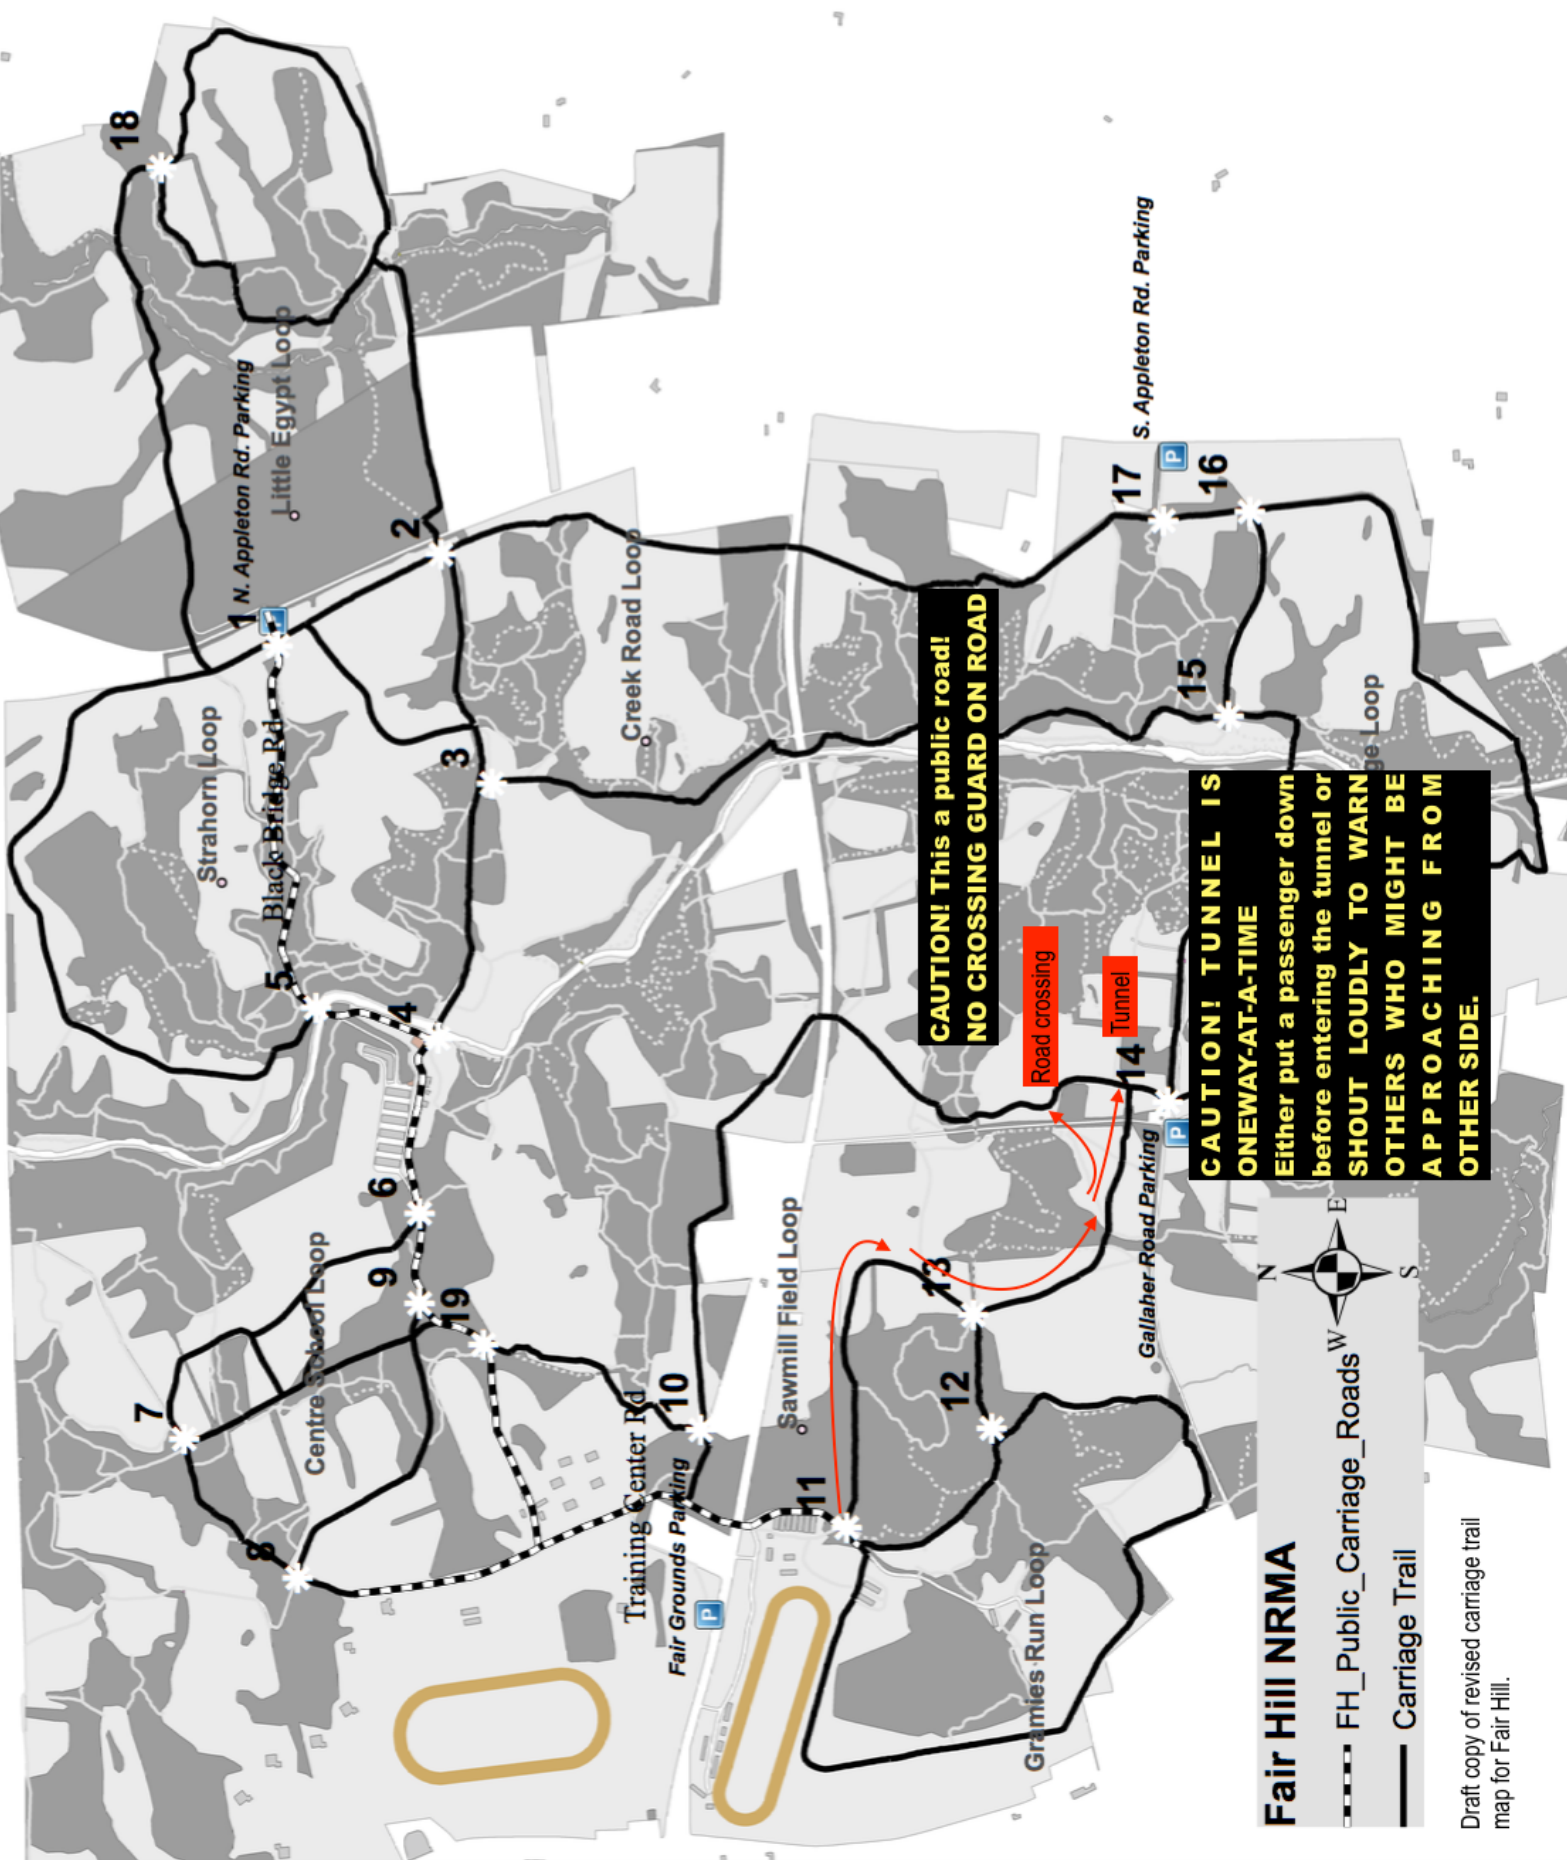 18
N. Appleton Rd. Parking
Little Egypt Loop
1
2
Strahorn Loop
Black Bridge Rd
3
Creek Road Loop
5
4
S. Appleton Rd. Parking
17
P
16
15
ge Loop
CAUTION! This a public road!
NO CROSSING GUARD ON ROAD
Road crossing
Tunnel
14
CAUTION! TUNNEL IS
ONEWAY-AT-A-TIME
Either put a passenger down
before entering the tunnel or
SHOUT LOUDLY TO WARN
OTHERS WHO MIGHT BE
APPROACHING FROM
OTHER SIDE.
6
9
19
Centre School Loop
7
8
10
Training Center Rd
Fair Grounds Parking
P
Sawmill Field Loop
11
12
13
Gallaher Road Parking
P
Gramies Run Loop
Fair Hill NRMA
FH_Public_Carriage_Roads
Carriage Trail
N
W
E
S
Draft copy of revised carriage trail
map for Fair Hill.